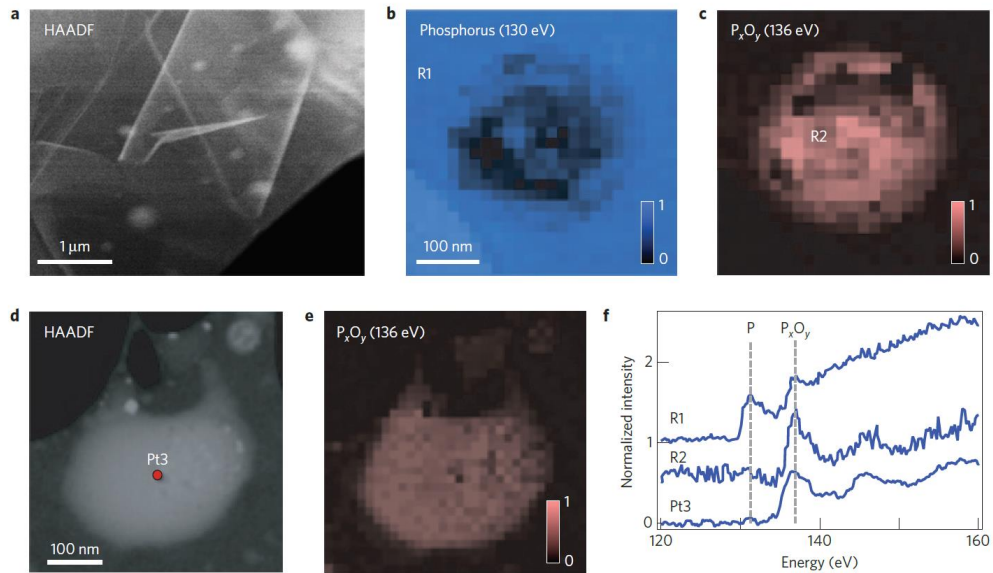 a
HAADF
1 μm
b
Phosphorus (130 eV)
R1
100 nm
1
0
c
PxOy (136 eV)
R2
1
0
d
HAADF
Pt3
100 nm
e
PxOy (136 eV)
1
0
f
P
PxOy
2
1
0
Normalized intensity
R1
R2
Pt3
120
140
160
Energy (eV)